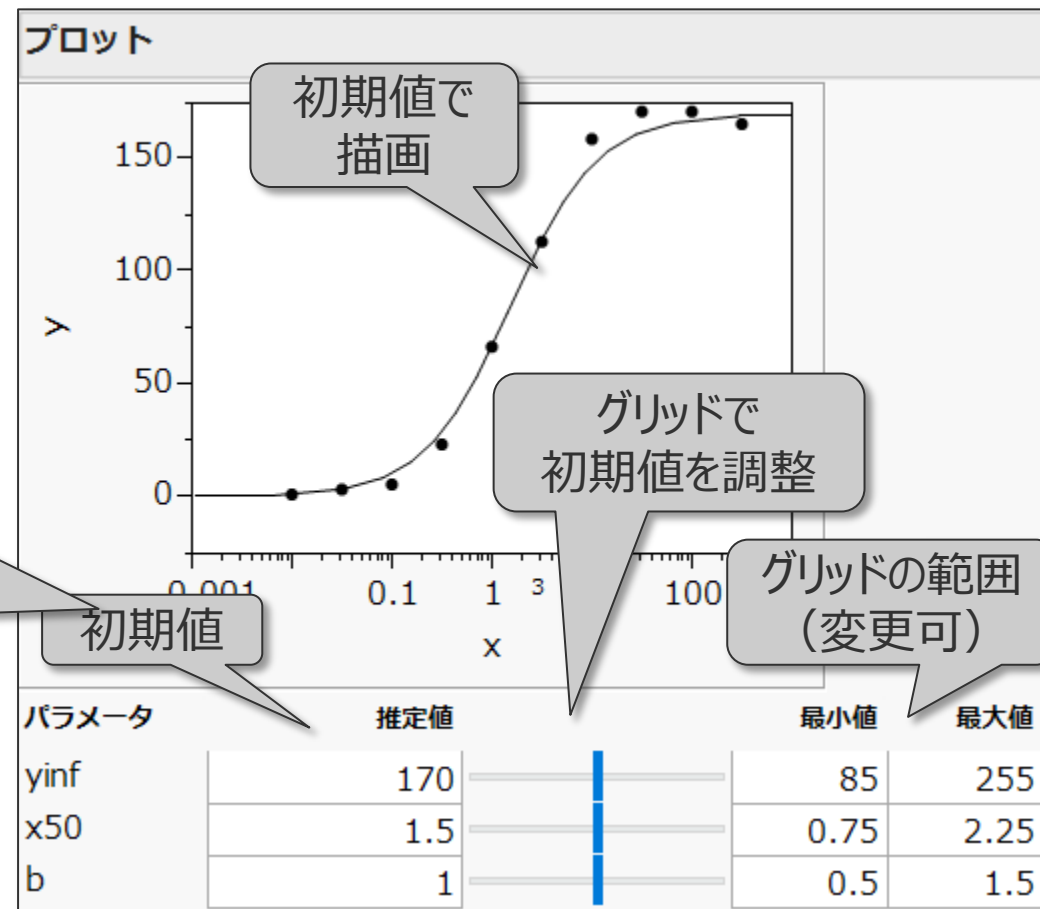 プロット
初期値で
描画
150
100
50
0
y
グリッドで
初期値を調整
グリッドの範囲
（変更可）
0.001
0.1
1
3
100
初期値
x
パラメータ 推定値 最小値 最大値
yinf 170 85 255
x50 1.5 0.75 2.25
b 1 0.5 1.5